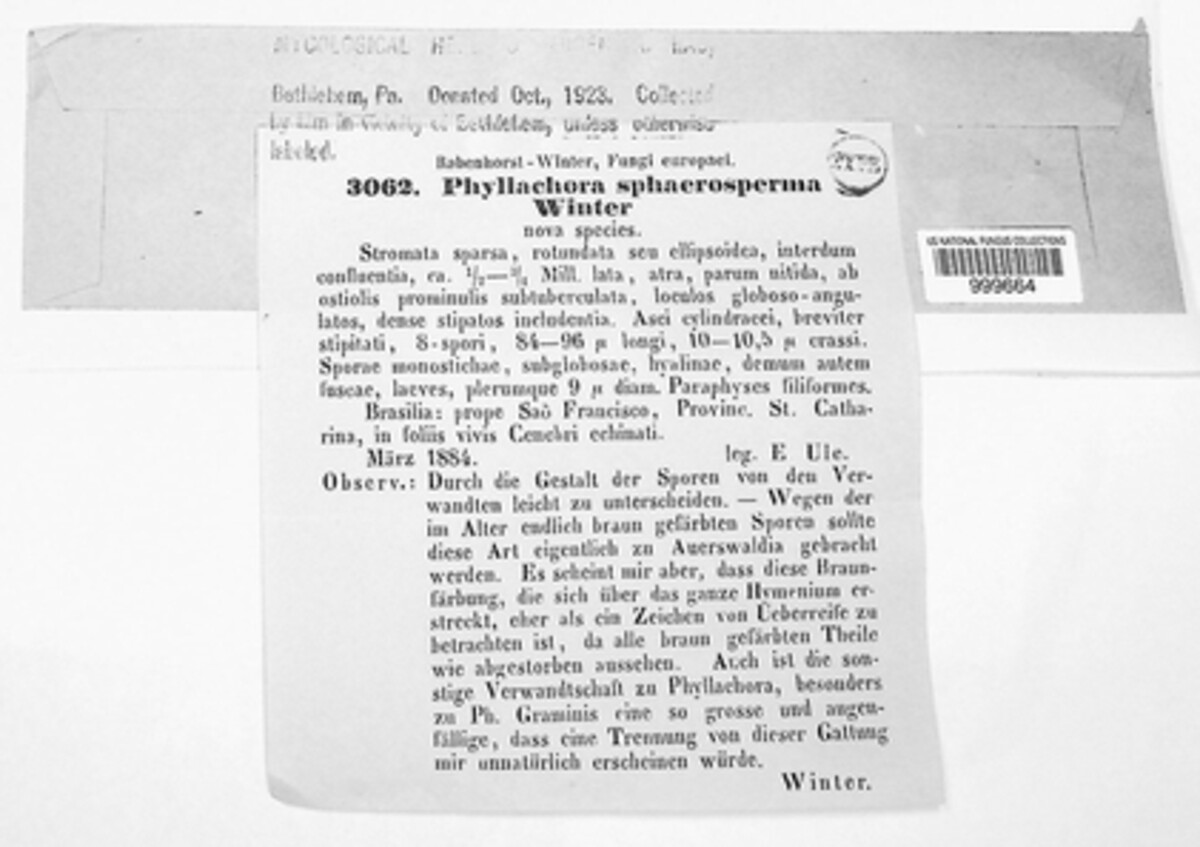 MYCOLOGICAL
Bethlehem, Pa. Donated Oct., 1923. Collected
by him in vicinity of Bethlehem, unless otherwise
labeled.
Rabenhorst-Winter, Fungi europaei.
3062. Phyllachora sphaerosperma
Winter
nova species.
Stromata sparsa, rotundata seu ellipsoidea, interdum
confluentia, ca. 1/2—3/4 Mill. lata, atra, parum nitida, ab
ostiolis prominulis subtuberculata, loculos globoso-angu-
latos, dense stipatos includentia. Asci cylindracei, breviter
stipitati, 8-spori, 84—96 µ longi, 10—10,5 µ crassi.
Sporae monostichae, subglobosae, hyalinae, demum autem
fuscae, laeves, plerumque 9 µ diam. Paraphyses filiformes.
Brasilia: prope Saõ Francisco, Provinc. St. Catha-
rina, in foliis vivis Cenchri echinati.
März 1884. leg. E Ule.
Observ.: Durch die Gestalt der Sporen von den Ver-
wandten leicht zu unterscheiden. — Wegen der
im Alter endlich braun gefärbten Sporen sollte
diese Art eigentlich zu Auerswaldia gebracht
werden. Es scheint mir aber, dass diese Braun-
färbung, die sich über das ganze Hymenium er-
streckt, eher als ein Zeichen von Ueberreife zu
betrachten ist, da alle braun gefärbten Theile
wie abgestorben aussehen. Auch ist die son-
stige Verwandtschaft zu Phyllachora, besonders
zu Ph. Graminis eine so grosse und augen-
fällige, dass eine Trennung von dieser Gattung
mir unnatürlich erscheinen würde.
Winter.
US NATIONAL FUNGUS COLLECTIONS
999664